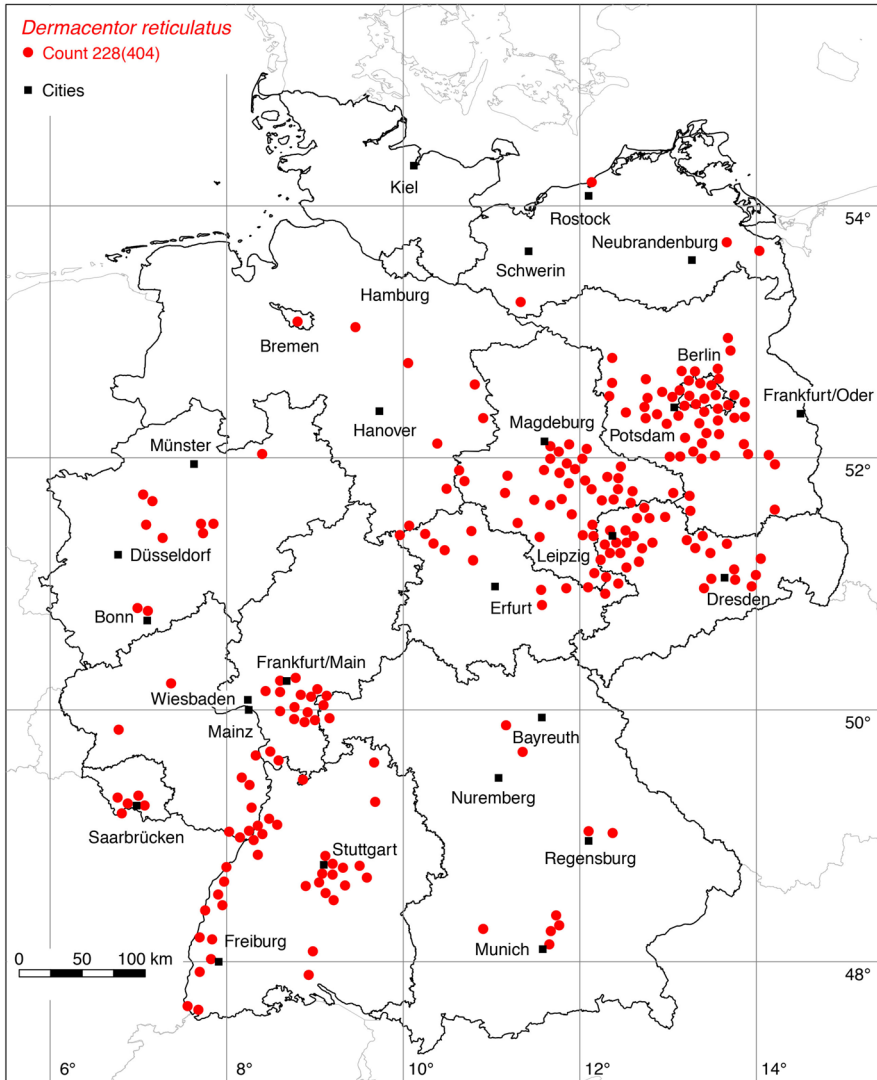 Dermacentor reticulatus
Count 228(404)
Cities
Kiel
Rostock
54°
Neubrandenburg
Schwerin
Hamburg
Bremen
Berlin
Frankfurt/Oder
Hanover
Magdeburg
Potsdam
Münster
52°
Düsseldorf
Leipzig
Erfurt
Dresden
Bonn
Frankfurt/Main
Wiesbaden
Mainz
50°
Bayreuth
Nuremberg
Saarbrücken
Stuttgart
Regensburg
Freiburg
Munich
48°
0 50 100 km
6° 8° 10° 12° 14°